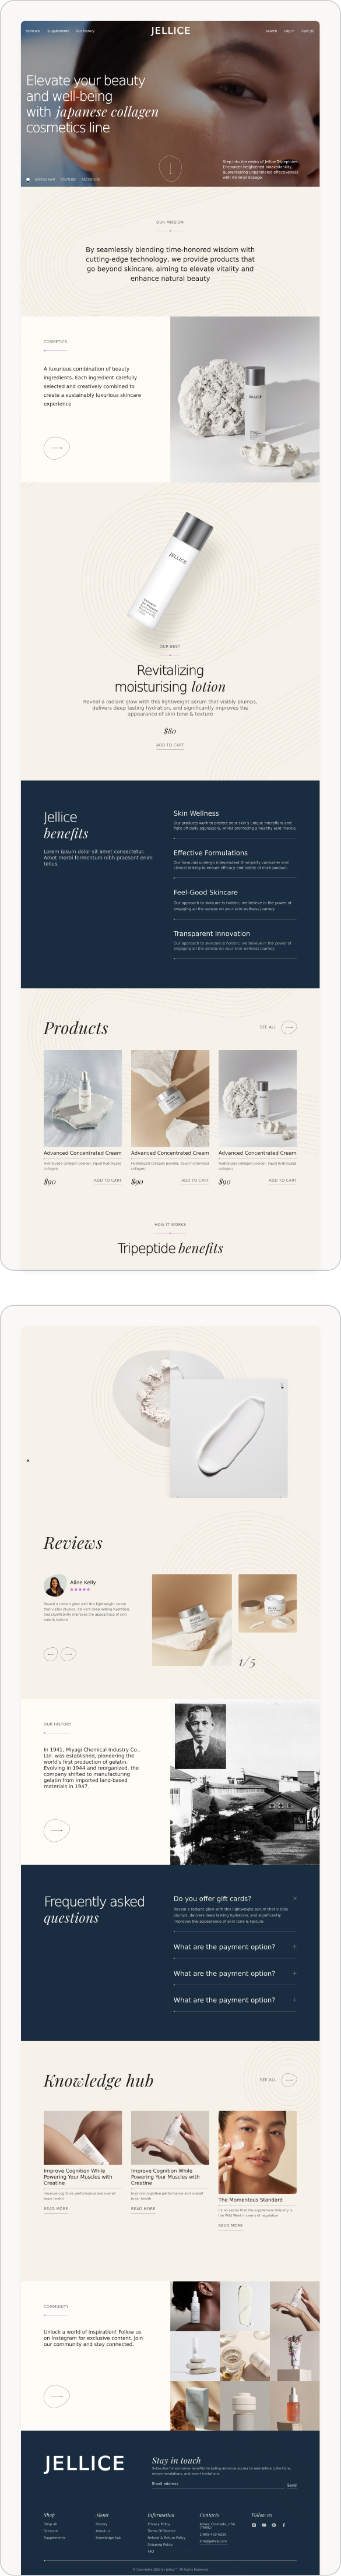 Skincare Supplements Our history JELLICE Search Log in Cart (0)
Elevate your beauty
and well-being
with japanese collagen
cosmetics line
Step into the realm of Jellice Tripeptides.
Encounter heightened bioavailability,
guaranteeing unparalleled effectiveness
with minimal dosage.
INSTAGRAM YOUTUBE FACEBOOK
OUR MISSION
By seamlessly blending time-honored wisdom with
cutting-edge technology, we provide products that
go beyond skincare, aiming to elevate vitality and
enhance natural beauty
COSMETICS
A luxurious combination of beauty
ingredients. Each ingredient carefully
selected and creatively combined to
create a sustainably luxurious skincare
experience
JELLICE
OUR BEST
Revitalizing
moisturising lotion
Reveal a radiant glow with this lightweight serum that visibly plumps,
delivers deep lasting hydration, and significantly improves the
appearance of skin tone & texture
$80
ADD TO CART
Jellice
benefits
Lorem ipsum dolor sit amet consectetur.
Amet morbi fermentum nibh praesent enim
tellus.
Skin Wellness
Our products work to protect your skin's unique microflora and
fight off daily aggressors, whilst promoting a healthy acid mantle.
Effective Formulations
Our formulas undergo independent third-party consumer and
clinical testing to ensure efficacy and safety of each product.
Feel-Good Skincare
Our approach to skincare is holistic; we believe in the power of
engaging all the senses on your skin wellness journey.
Transparent Innovation
Our approach to skincare is holistic; we believe in the power of
engaging all the senses on your skin wellness journey.
Products
SEE ALL
Advanced Concentrated Cream
Hydrolyzed collagen powder, liquid hydrolyzed
collagen.
$90 ADD TO CART
Advanced Concentrated Cream
Hydrolyzed collagen powder, liquid hydrolyzed
collagen.
$90 ADD TO CART
Advanced Concentrated Cream
Hydrolyzed collagen powder, liquid hydrolyzed
collagen.
$90 ADD TO CART
HOW IT WORKS
Tripeptide benefits
Reviews
Aline Kelly
Reveal a radiant glow with this lightweight serum
that visibly plumps, delivers deep lasting hydration,
and significantly improves the appearance of skin
tone & texture
1/5
OUR HISTORY
In 1941, Miyagi Chemical Industry Co.,
Ltd. was established, pioneering the
world's first production of gelatin.
Evolving in 1944 and reorganized, the
company shifted to manufacturing
gelatin from imported land-based
materials in 1947.
Frequently asked
questions
Do you offer gift cards?
Reveal a radiant glow with this lightweight serum that visibly
plumps, delivers deep lasting hydration, and significantly
improves the appearance of skin tone & texture
What are the payment option?
What are the payment option?
What are the payment option?
Knowledge hub
SEE ALL
Improve Cognition While
Powering Your Muscles with
Creatine
Improve cognitive performance and overall
brain health
READ MORE
Improve Cognition While
Powering Your Muscles with
Creatine
Improve cognitive performance and overall
brain health
READ MORE
The Momentous Standard
It's no secret that the supplement industry is
the Wild West in terms of regulation
READ MORE
COMMUNITY
Unlock a world of inspiration! Follow us
on Instagram for exclusive content. Join
our community and stay connected.
JELLICE
Stay in touch
Subscribe for exclusive benefits including advance access to new Jellice collections,
recommendations, and event invitations.
Email address Send
Shop
Shop all
Skincare
Supplements
About
History
About us
Knowledge hub
Information
Privacy Policy
Terms Of Service
Refund & Return Policy
Shipping Policy
FAQ
Contacts
Follow us